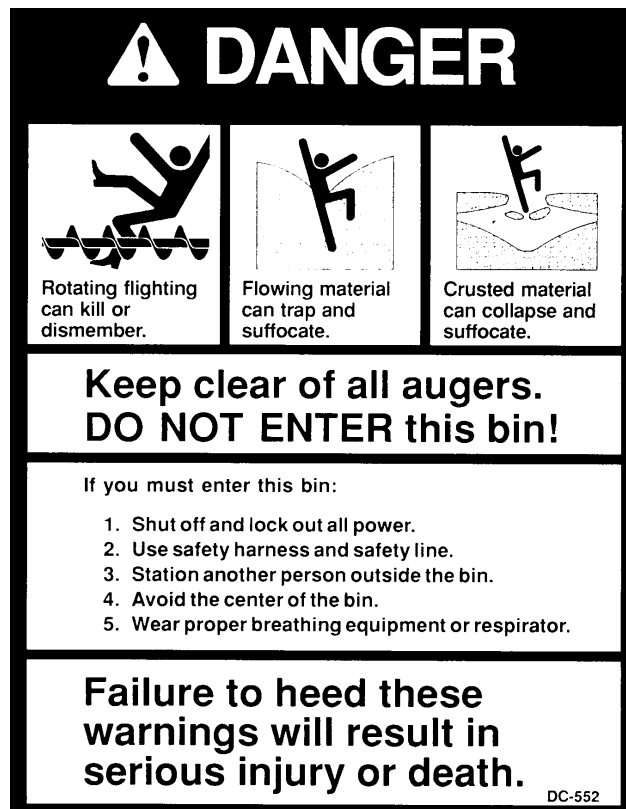 DANGER
Rotating flighting
can kill or
dismember.
Flowing material
can trap and
suffocate.
Crusted material
can collapse and
suffocate.
Keep clear of all augers.
DO NOT ENTER this bin!
If you must enter this bin:
1. Shut off and lock out all power.
2. Use safety harness and safety line.
3. Station another person outside the bin.
4. Avoid the center of the bin.
5. Wear proper breathing equipment or respirator.
Failure to heed these
warnings will result in
serious injury or death.
DC-552